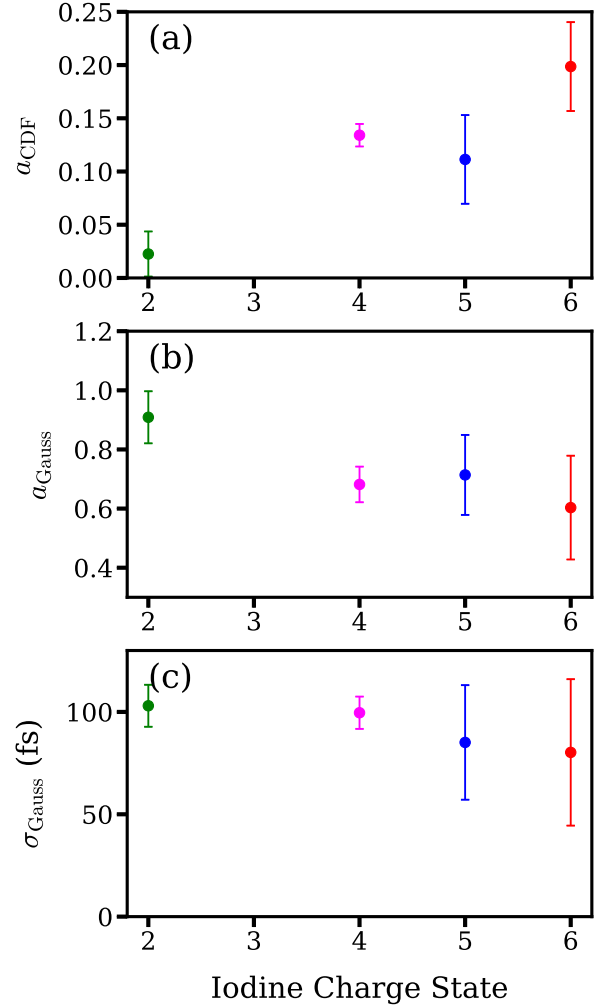 (a)
a_CDF
0.25
0.20
0.15
0.10
0.05
0.00
2 3 4 5 6
(b)
a_Gauss
1.2
1.0
0.8
0.6
0.4
2 3 4 5 6
(c)
σ_Gauss (fs)
100
50
0
2 3 4 5 6
Iodine Charge State